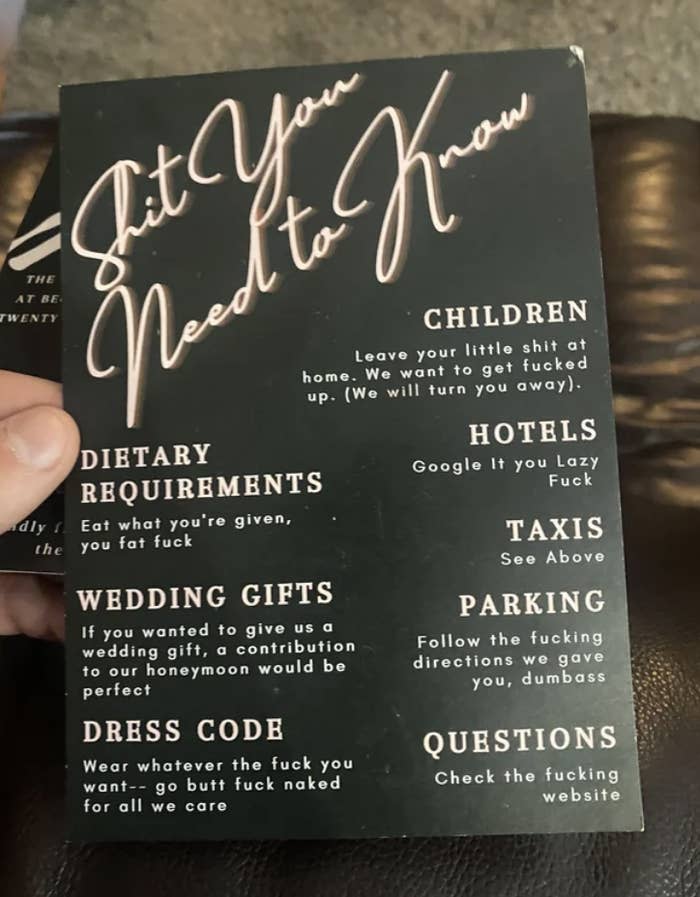 Shit You
Need to Know
CHILDREN
Leave your little shit at
home. We want to get fucked
up. (We will turn you away).
HOTELS
Google It you Lazy
Fuck
TAXIS
See Above
PARKING
Follow the fucking
directions we gave
you, dumbass
QUESTIONS
Check the fucking
website
DIETARY
REQUIREMENTS
Eat what you're given,
you fat fuck
WEDDING GIFTS
If you wanted to give us a
wedding gift, a contribution
to our honeymoon would be
perfect
DRESS CODE
Wear whatever the fuck you
want-- go butt fuck naked
for all we care
THE
AT
TWENTY
the